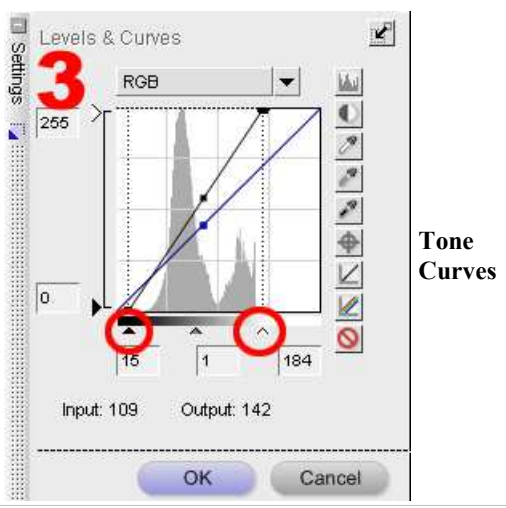 Settings
Levels & Curves
3
RGB
255
0
15 1 184
Input: 109 Output: 142
OK Cancel
Tone
Curves